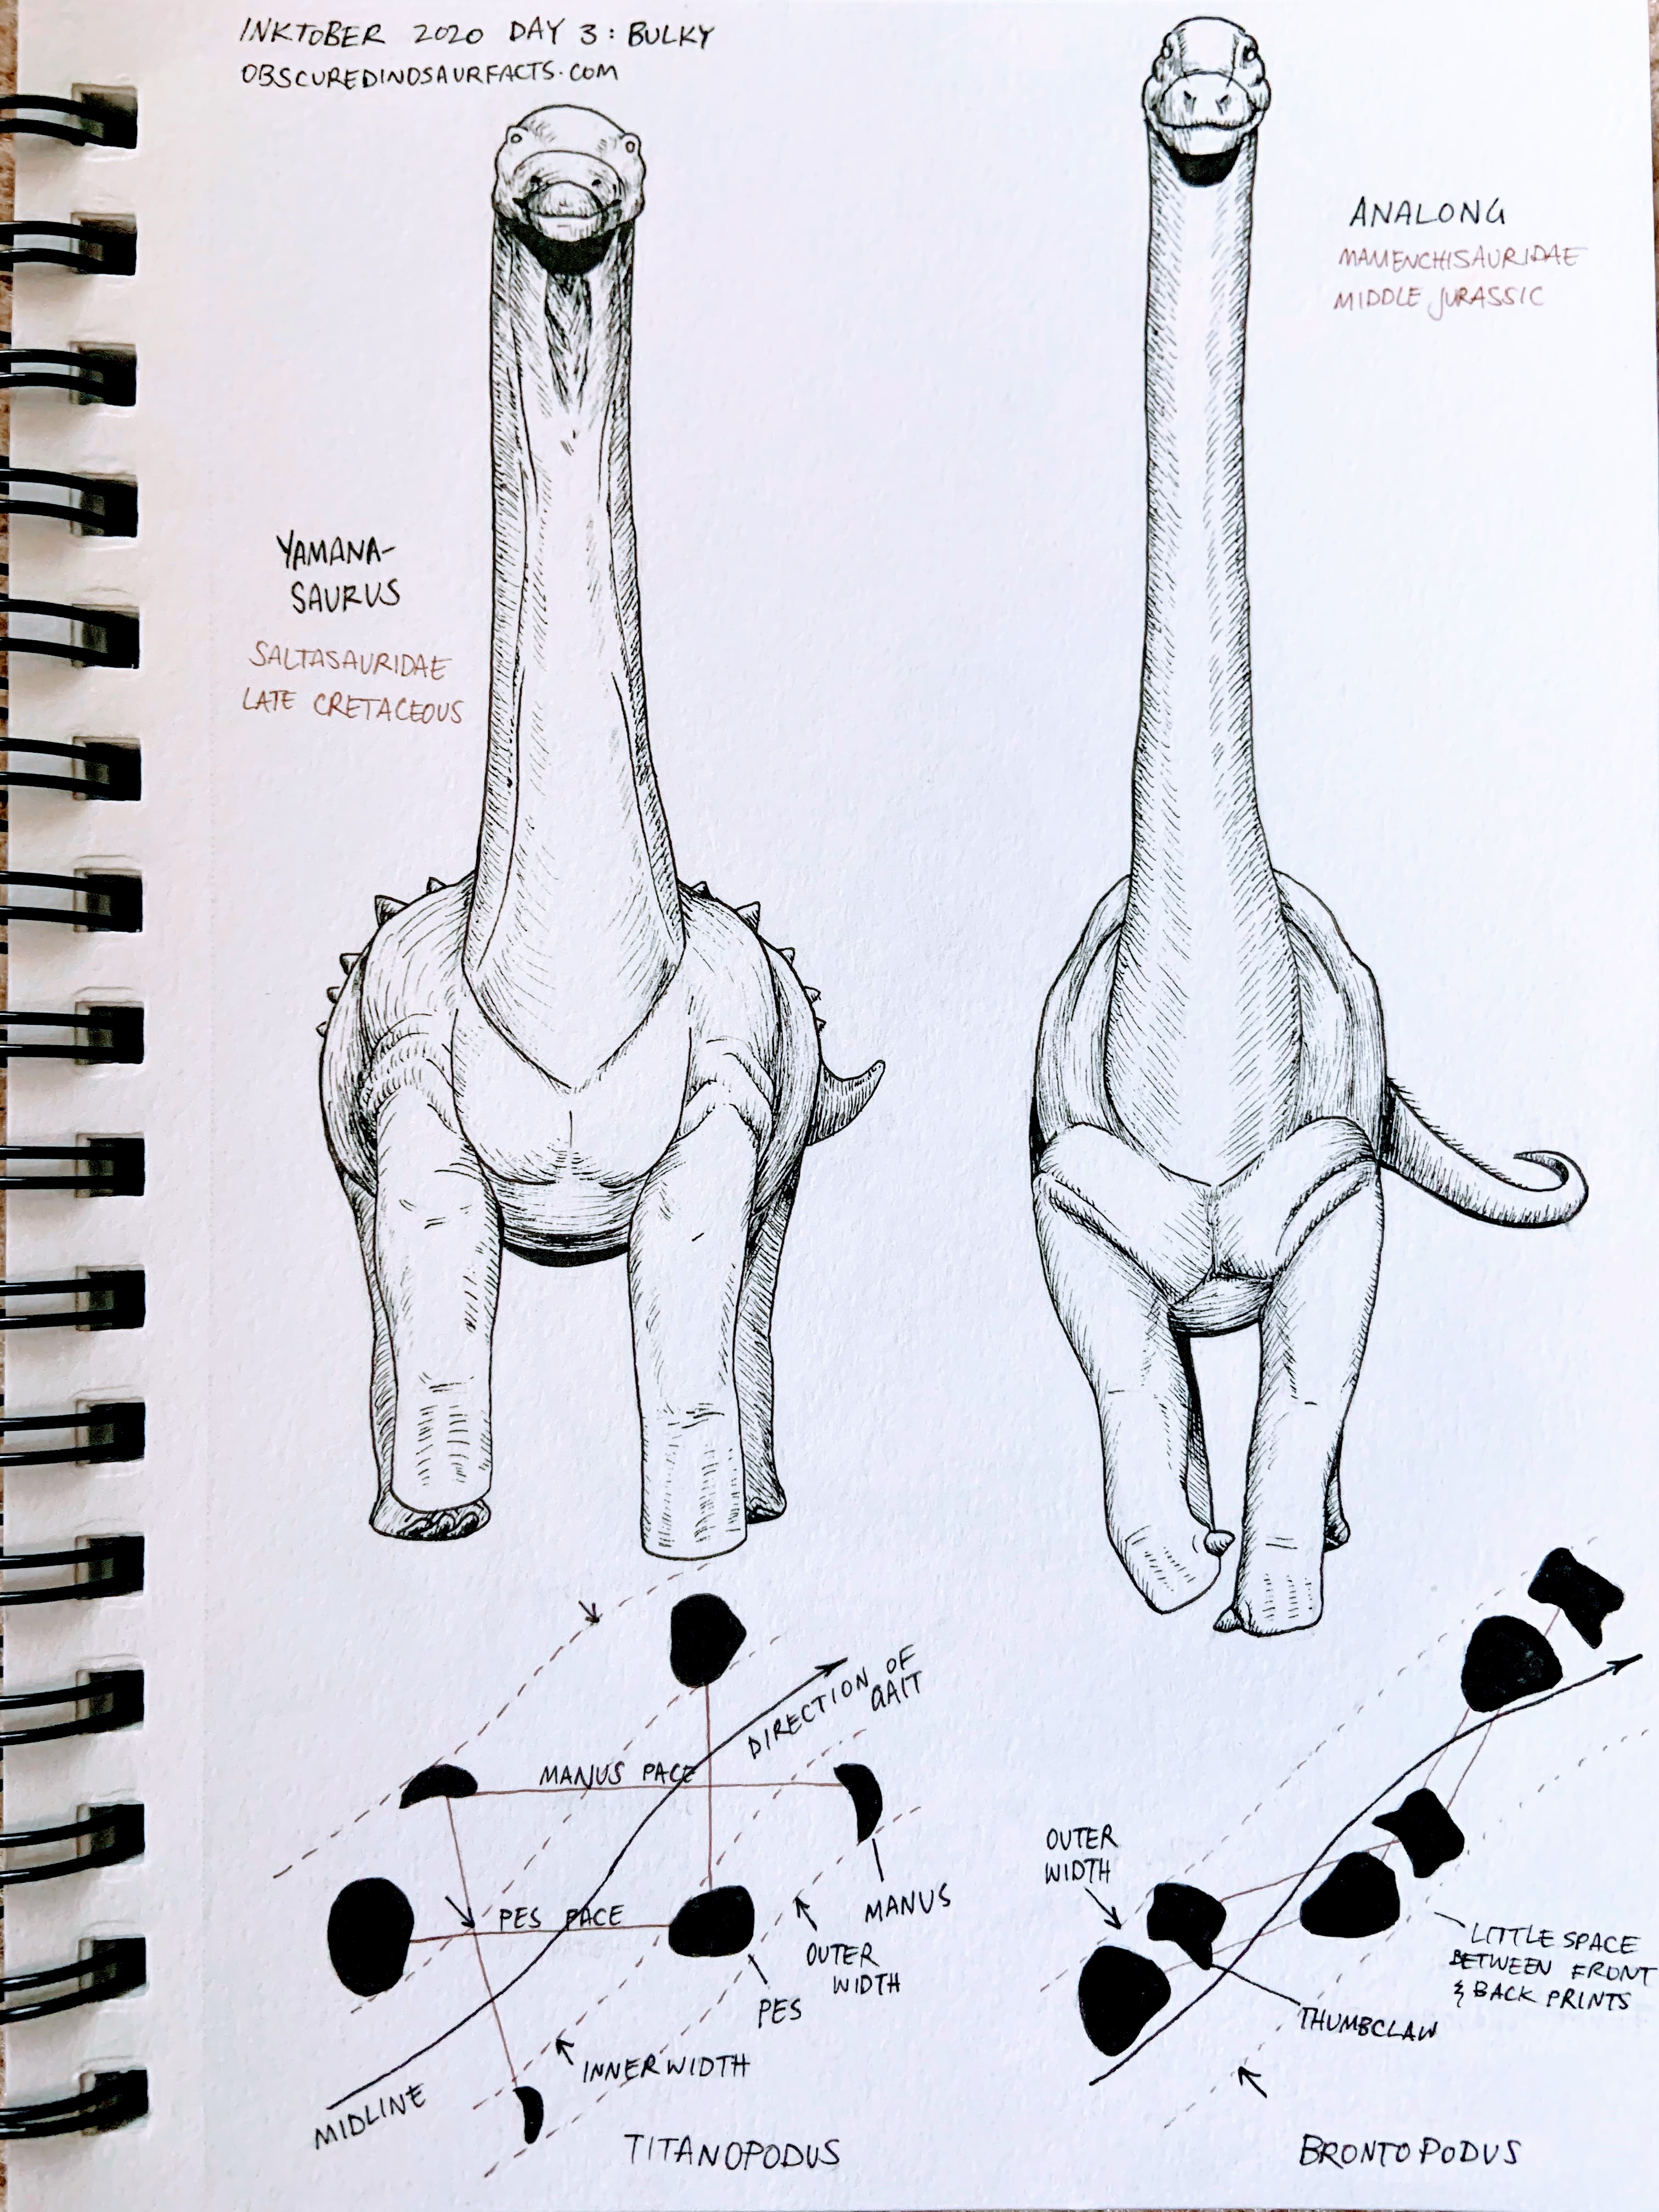 INKTOBER 2020 DAY 3: BULKY
OBSCUREDINOSAURFACTS.COM
ANALONG
MAMENCHISAURIDAE
MIDDLE JURASSIC
YAMANA-
SAURUS
SALTASAURIDAE
LATE CRETACEOUS
DIRECTION OF
GAIT
MANUS PACE
MANUS
PES PACE
OUTER
WIDTH
PES
INNER WIDTH
MIDLINE
TITANOPODUS
OUTER
WIDTH
LITTLE SPACE
BETWEEN FRONT
& BACK PRINTS
THUMBCLAW
BRONTOPODUS